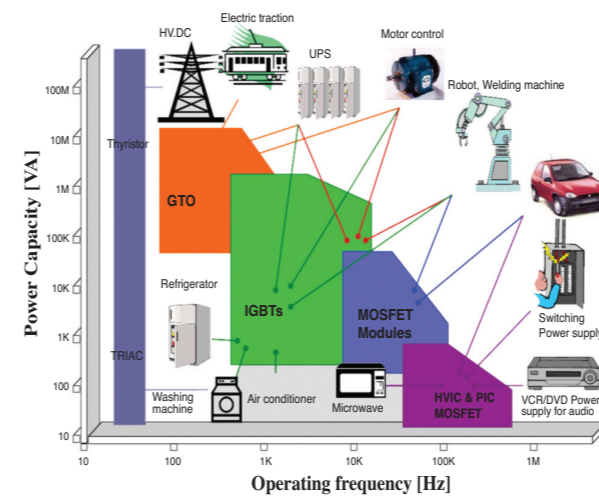 Electric traction
HV.DC
UPS
Motor control
Robot, Welding machine
Power Capacity [VA]
100M
10M
1M
100K
10K
1K
100
10
Thyristor
GTO
IGBTs
MOSFET
Modules
Refrigerator
Switching
Power supply
TRIAC
Washing
machine
Air conditioner
Microwave
HVIC & PIC
MOSFET
VCR/DVD Power
supply for audio
10
100
1K
10K
100K
1M
Operating frequency [Hz]